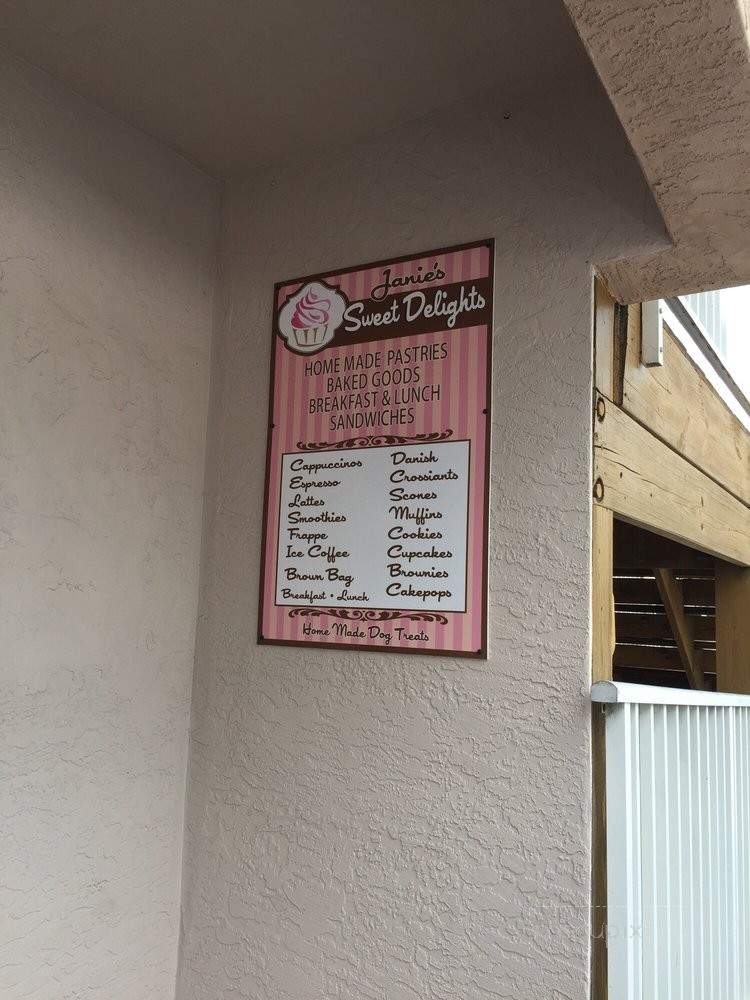 Janie's
Sweet Delights
HOME MADE PASTRIES
BAKED GOODS
BREAKFAST & LUNCH
SANDWICHES
Cappuccinos
Espresso
Lattes
Smoothies
Frappe
Ice Coffee
Brown Bag
Breakfast • Lunch
Danish
Crossiants
Scones
Muffins
Cookies
Cupcakes
Brownies
Cakepops
Home Made Dog Treats